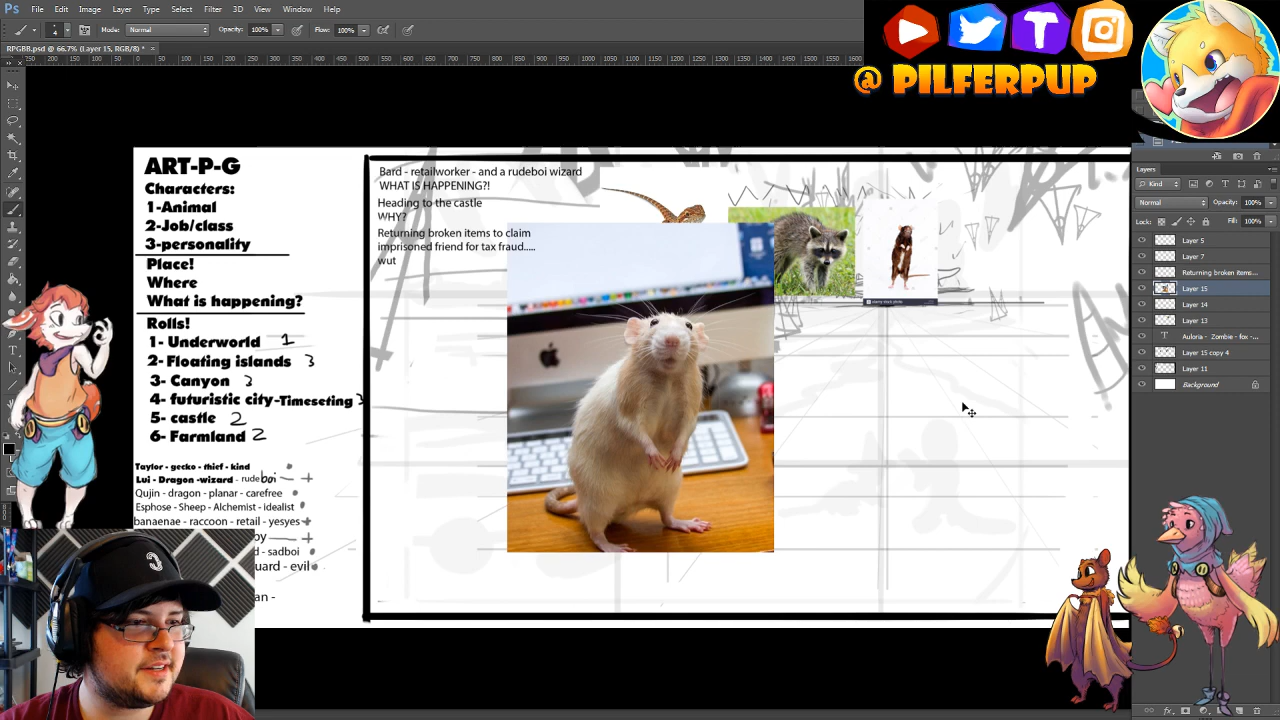 Ps File Edit Image Layer Type Select Filter 3D View Window Help
4 Mode: Normal Opacity: 100% Flow: 100%
RPGBB.psd @ 66.7% (Layer 15, RGB/8) *
@ PILFERPUP
ART-P-G
Characters:
1-Animal
2-Job/class
3-personality
Place!
Where
What is happening?
Rolls!
1- Underworld 1
2- Floating islands 3
3- Canyon 3
4- futuristic city-Timeseting 3
5- castle 2
6- Farmland 2
Taylor - gecko - thief - kind
Lui - Dragon -wizard - rudeboi - +
Qujin - dragon - planar - carefree
Esphose - Sheep - Alchemist - idealist
banaenae - raccoon - retail - yesyes +
oy - +
d - sadboi
uard - evil
an -
Bard - retailworker - and a rudeboi wizard
WHAT IS HAPPENING?!
Heading to the castle
WHY?
Returning broken items to claim
imprisoned friend for tax fraud.....
wut
Layers
Kind
Normal Opacity: 100%
Lock: Fill: 100%
Layer 5
Layer 7
Returning broken items...
Layer 15
Layer 14
Layer 13
T Auloria - Zombie - fox -...
Layer 15 copy 4
Layer 11
Background